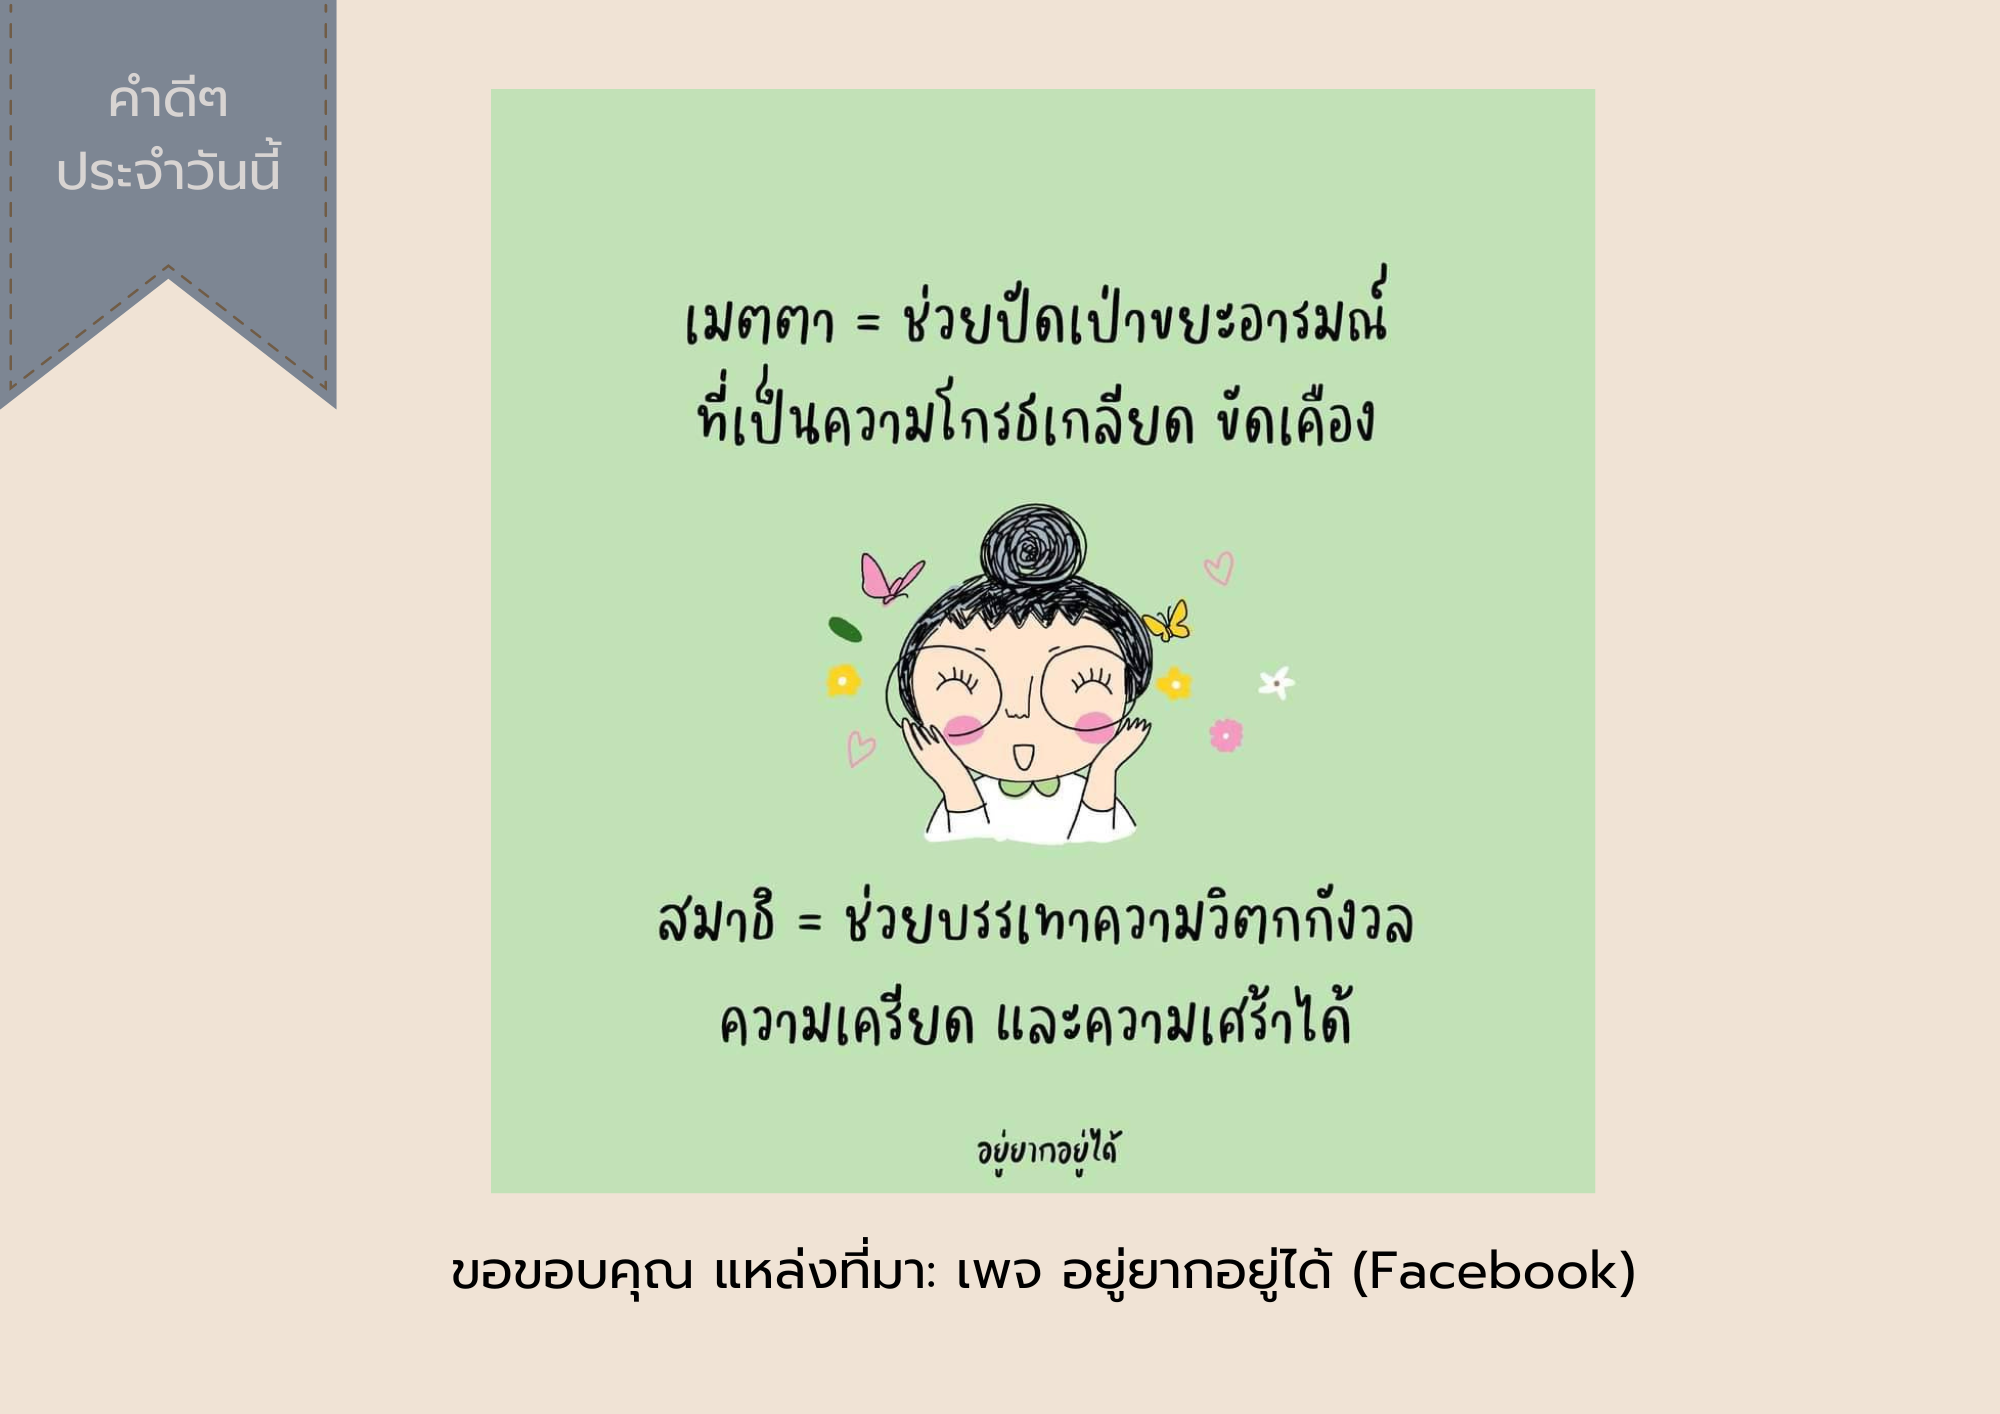 คำดีๆ
ประจำวันนี้
เมตตา = ช่วยปัดเป่าขยะอารมณ์
ที่เป็นความโกรธเกลียด ขัดเคือง
สมาธิ = ช่วยบรรเทาความวิตกกังวล
ความเครียด และความเศร้าได้
อยู่ยากอยู่ได้
ขอขอบคุณ แหล่งที่มา: เพจ อยู่ยากอยู่ได้ (Facebook)